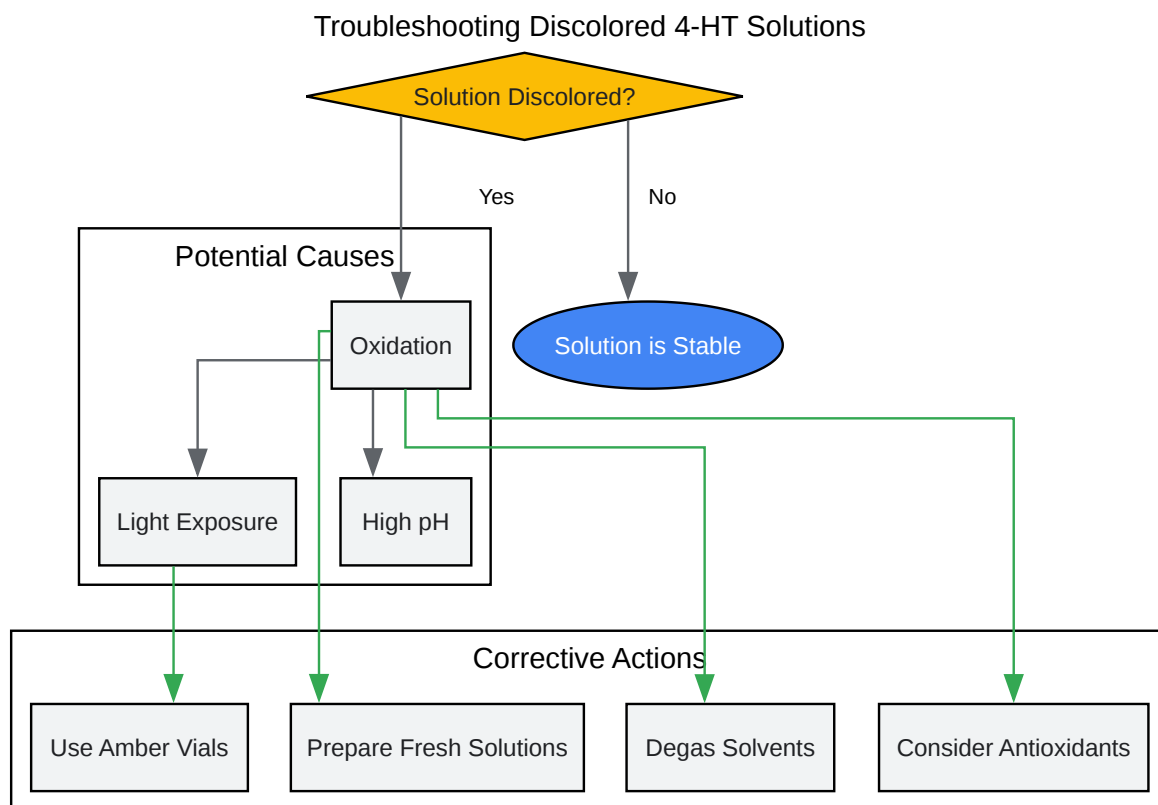 Troubleshooting Discolored 4-HT Solutions
Solution Discolored?
Yes
No
Potential Causes
Oxidation
Solution is Stable
Light Exposure
High pH
Corrective Actions
Use Amber Vials
Prepare Fresh Solutions
Degas Solvents
Consider Antioxidants